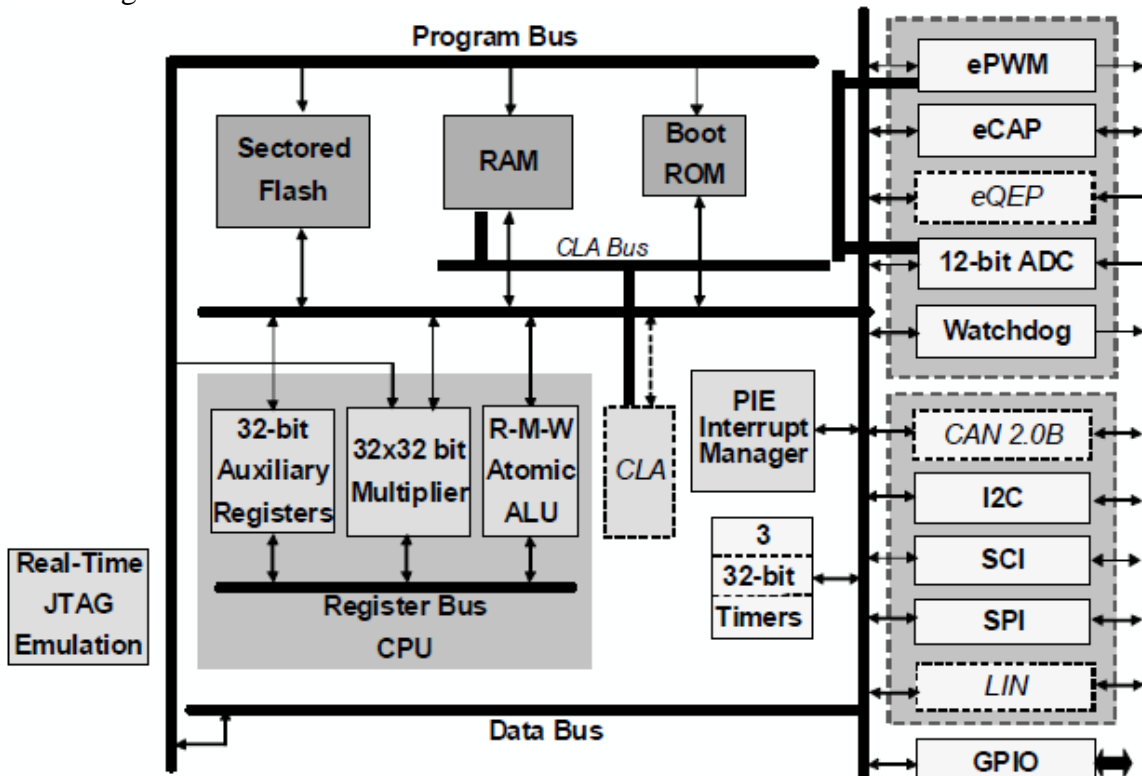 Program Bus
Sectored
Flash
RAM
Boot
ROM
CLA Bus
ePWM
eCAP
eQEP
12-bit ADC
Watchdog
32-bit
Auxiliary
Registers
32x32 bit
Multiplier
R-M-W
Atomic
ALU
CLA
PIE
Interrupt
Manager
3
32-bit
Timers
Register Bus
CPU
Real-Time
JTAG
Emulation
CAN 2.0B
I2C
SCI
SPI
LIN
Data Bus
GPIO